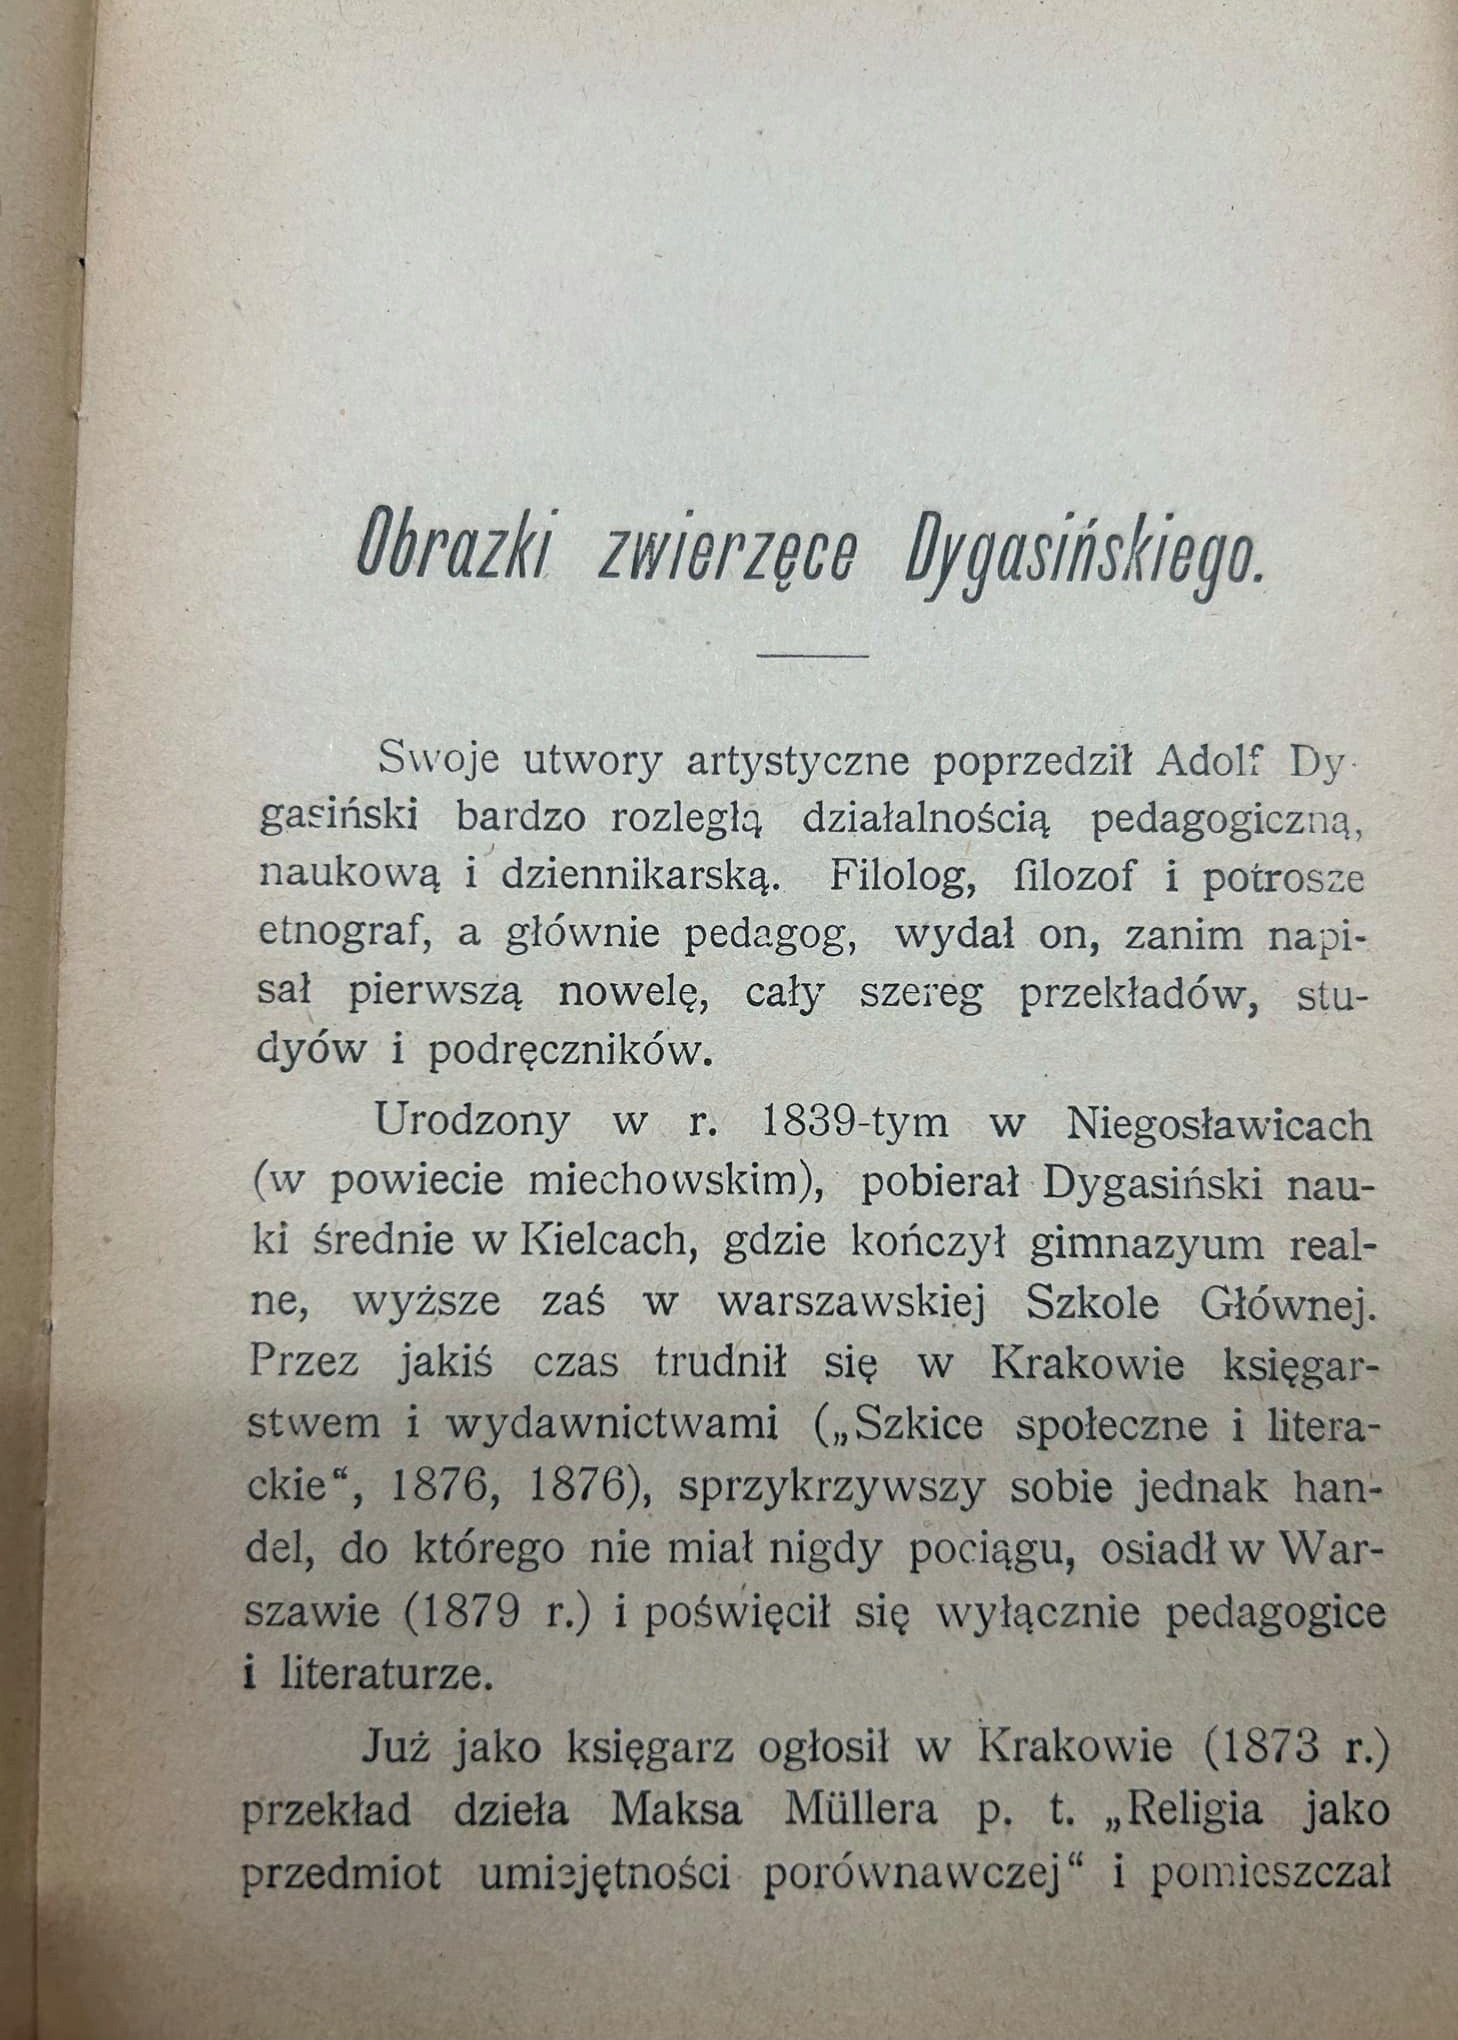 Obrazki zwierzęce Dygasińskiego.
Swoje utwory artystyczne poprzedził Adolf Dy-
gasiński bardzo rozległą działalnością pedagogiczną,
naukową i dziennikarską. Filolog, filozof i potrosze
etnograf, a głównie pedagog, wydał on, zanim napi-
sał pierwszą nowelę, cały szereg przekładów, stu-
dyów i podręczników.
Urodzony w r. 1839-tym w Niegosławicach
(w powiecie miechowskim), pobierał Dygasiński nau-
ki średnie w Kielcach, gdzie kończył gimnazyum real-
ne, wyższe zaś w warszawskiej Szkole Głównej.
Przez jakiś czas trudnił się w Krakowie księgar-
stwem i wydawnictwami („Szkice społeczne i litera-
ckie“, 1876, 1876), sprzykrzywszy sobie jednak han-
del, do którego nie miał nigdy pociągu, osiadł w War-
szawie (1879 r.) i poświęcił się wyłącznie pedagogice
i literaturze.
Już jako księgarz ogłosił w Krakowie (1873 r.)
przekład dzieła Maksa Müllera p. t. „Religia jako
przedmiot umiejętności porównawczej“ i pomieszczał